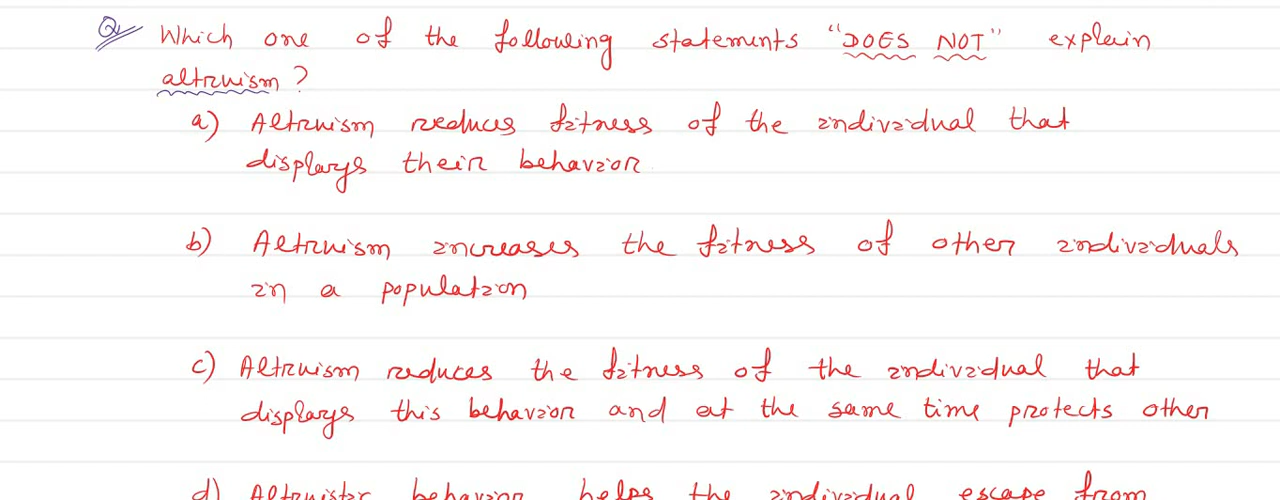 Q Which one of the following statements "DOES NOT" explain
altruism ?
a) Altruism reduces fitness of the individual that
displays their behavior
b) Altruism increases the fitness of other individuals
in a population
c) Altruism reduces the fitness of the individual that
displays this behavior and at the same time protects other
d) Altruistic behavior helps the individual escape from